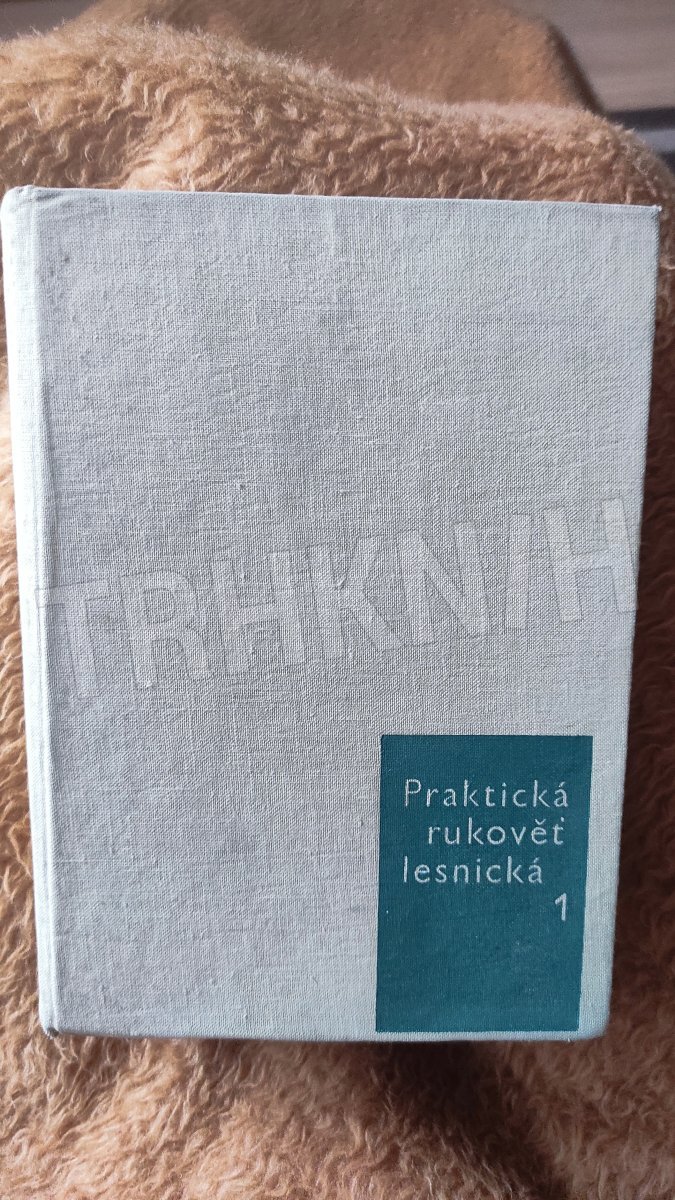 TRHKNIH
Praktická
rukověť
lesnická
1